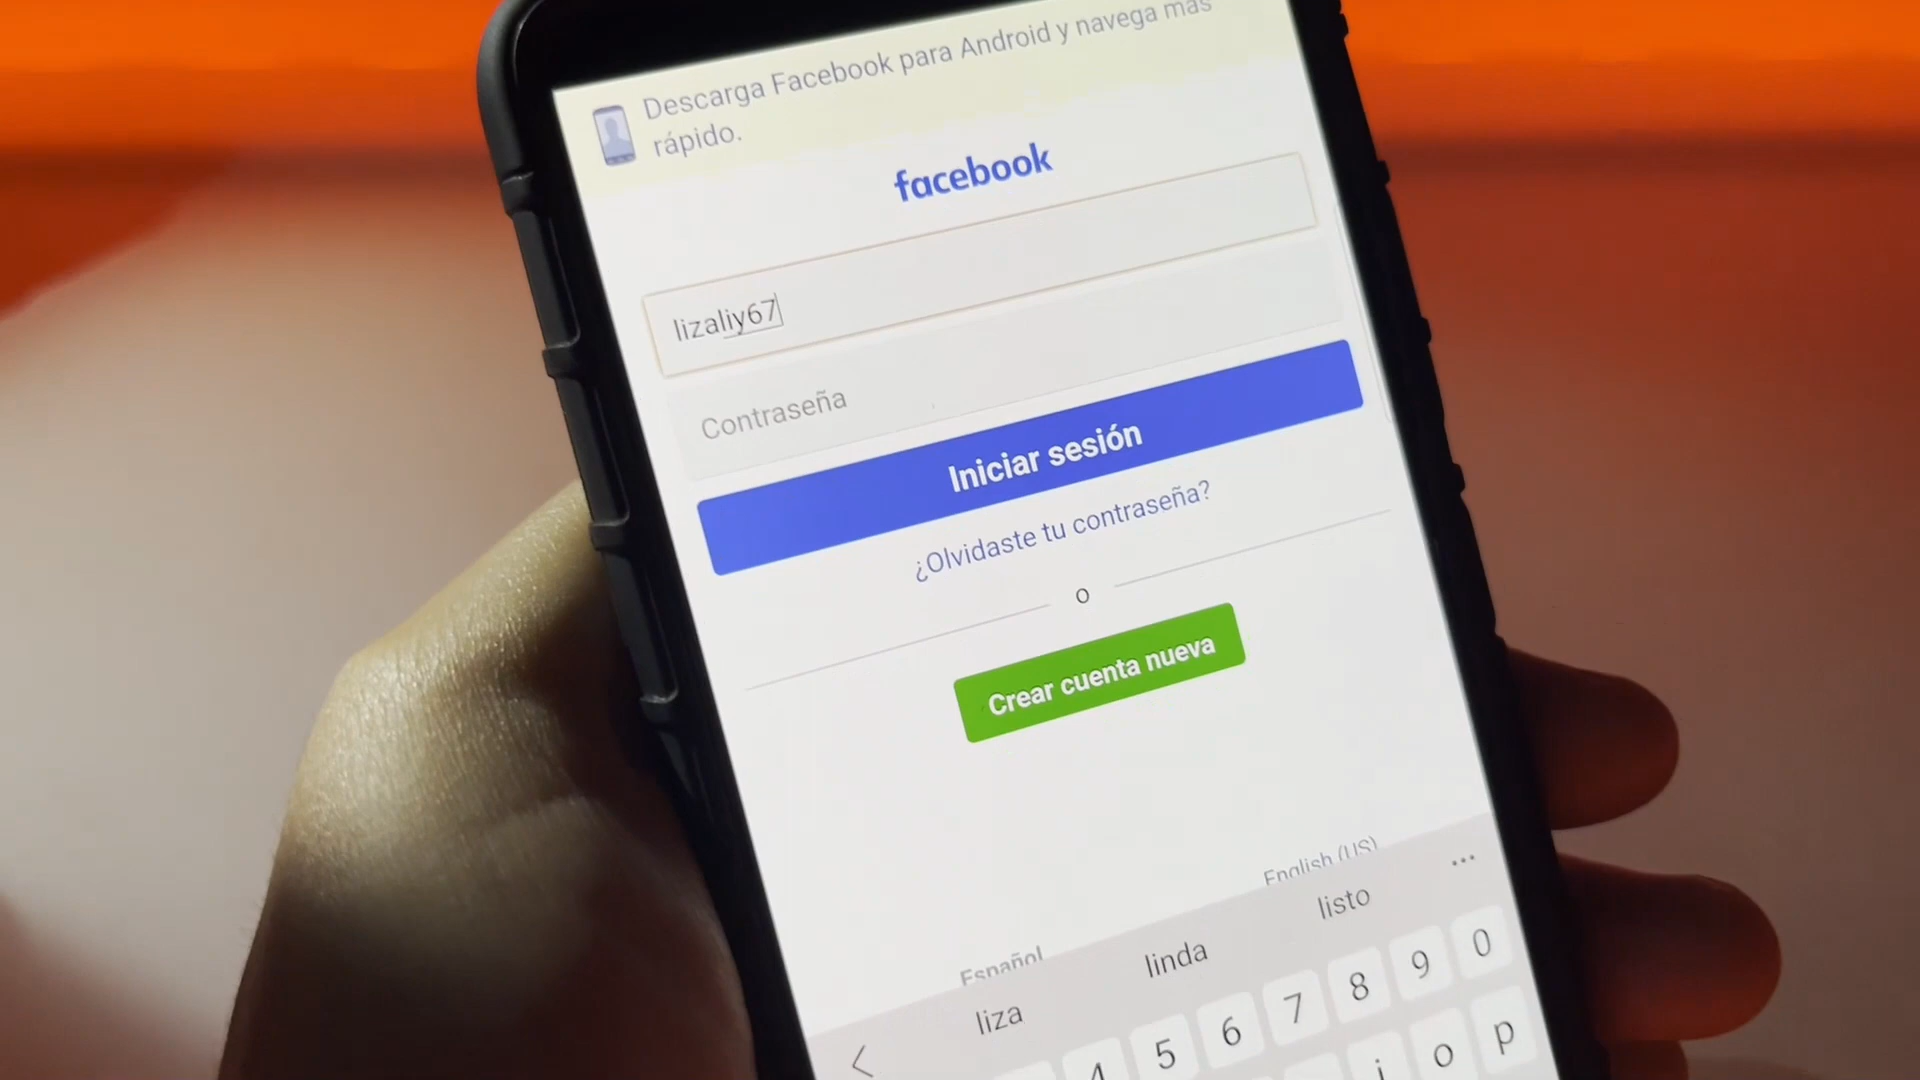 Descarga Facebook para Android y navega más
rápido.
facebook
lizaliy67
Contraseña
Iniciar sesión
¿Olvidaste tu contraseña?
o
Crear cuenta nueva
English (US)
Español
liza linda listo ...
4 5 6 7 8 9 0
i o p